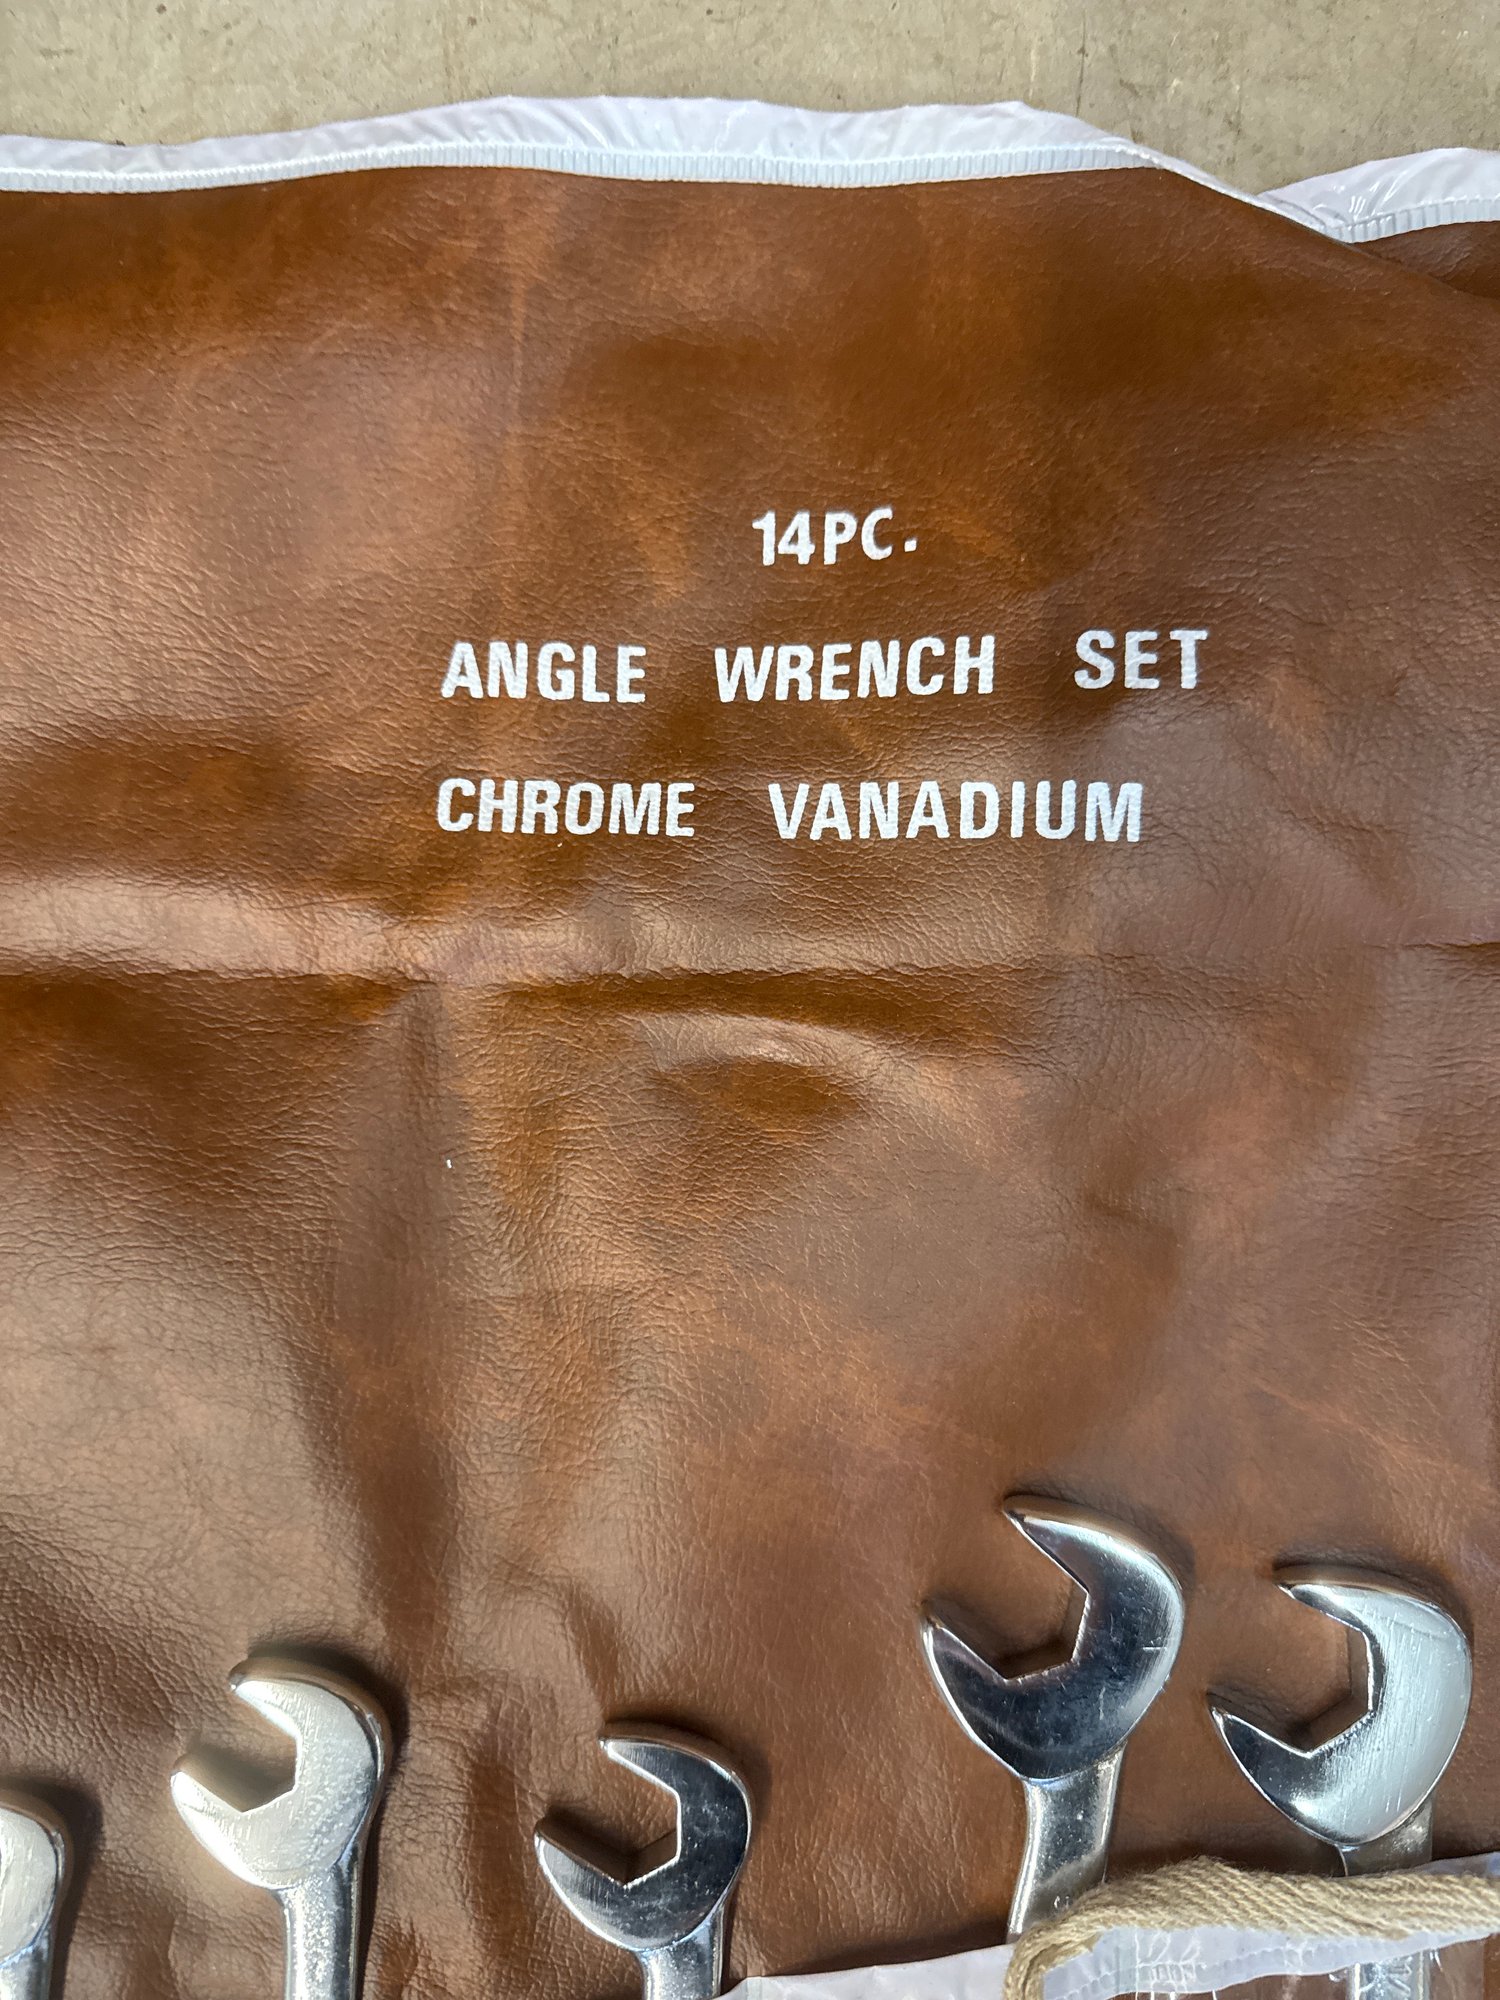 14PC.
ANGLE WRENCH SET
CHROME VANADIUM